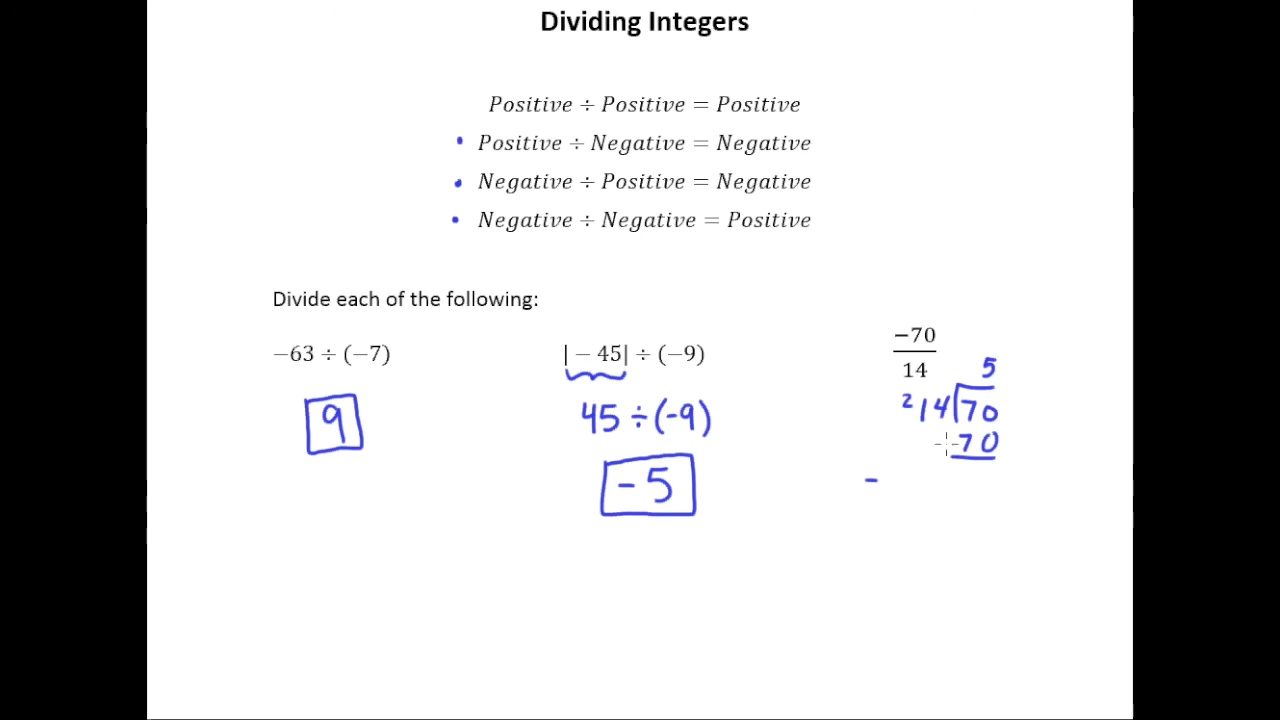 Dividing Integers
Positive ÷ Positive = Positive
• Positive ÷ Negative = Negative
• Negative ÷ Positive = Negative
• Negative ÷ Negative = Positive
Divide each of the following:
−63 ÷ (−7)
9
|−45| ÷ (−9)
45 ÷ (-9)
-5
−70
14
5
2 14 70
-70
-